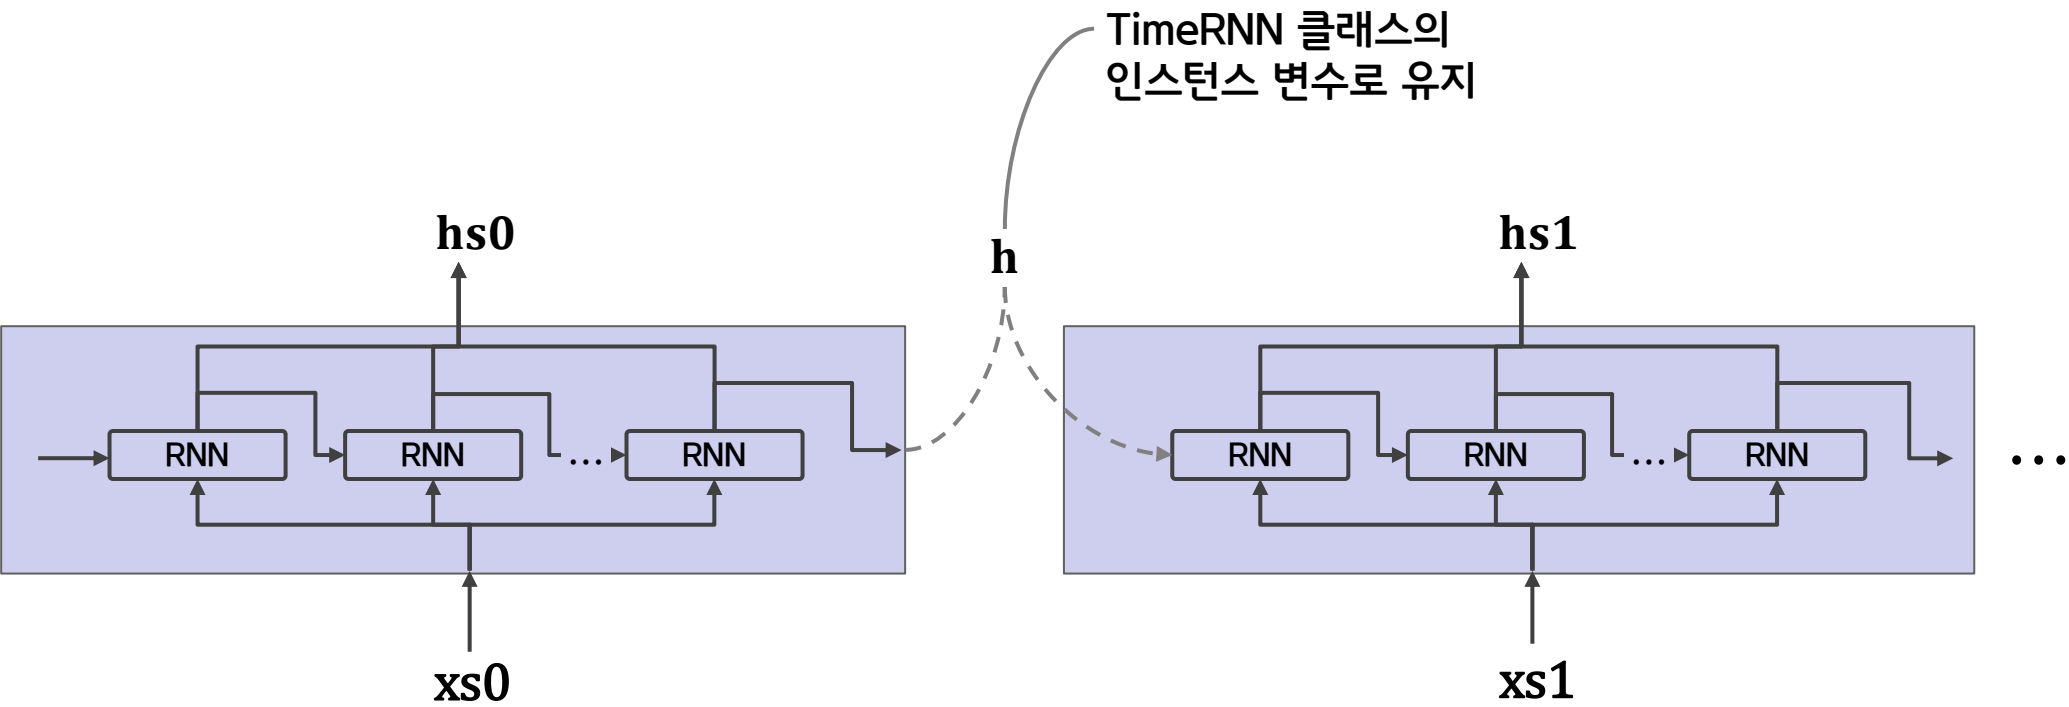 TimeRNN 클래스의
인스턴스 변수로 유지
hs0
h
hs1
RNN RNN ... RNN
RNN RNN ... RNN ...
xs0
xs1